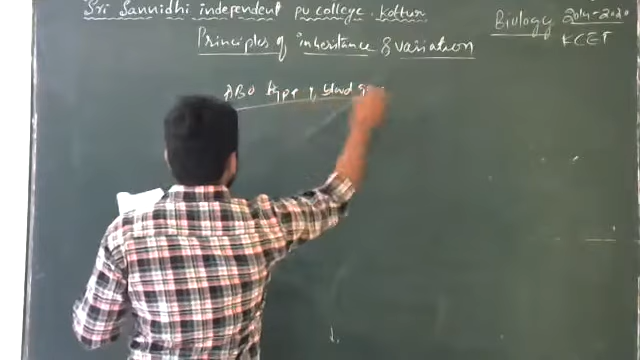 Sri Sannidhi independent pu college. Kottur
Biology 2019-2020
KCET
Principles of inheritance & variation
ABO type of blood